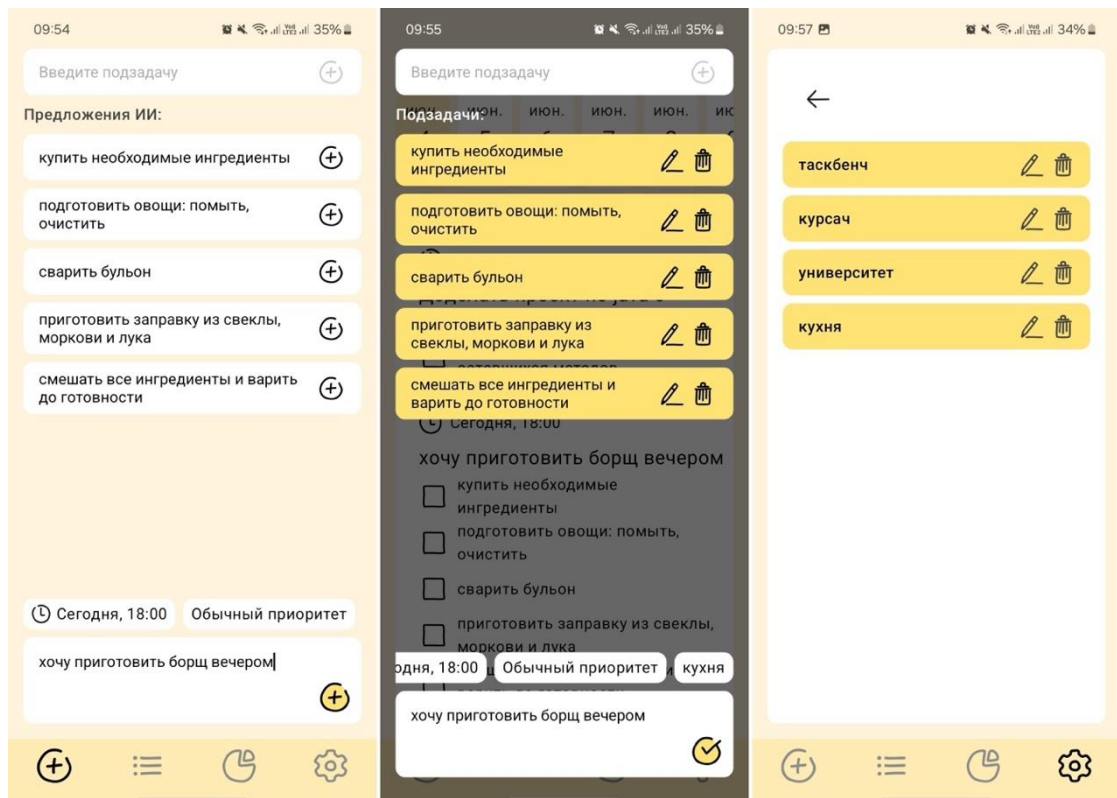 09:54
35%
Введите подзадачу
Предложения ИИ:
купить необходимые ингредиенты
подготовить овощи: помыть,
очистить
сварить бульон
приготовить заправку из свеклы,
моркови и лука
смешать все ингредиенты и варить
до готовности
Сегодня, 18:00
Обычный приоритет
хочу приготовить борщ вечером
09:55
35%
Введите подзадачу
июн. июн. июн. июн.
Подзадачи:
купить необходимые
ингредиенты
подготовить овощи: помыть,
очистить
сварить бульон
приготовить заправку из
свеклы, моркови и лука
смешать все ингредиенты и
варить до готовности
Сегодня, 18:00
хочу приготовить борщ вечером
купить необходимые
ингредиенты
подготовить овощи: помыть,
очистить
сварить бульон
приготовить заправку из свеклы,
моркови и лука
одня, 18:00
Обычный приоритет
кухня
хочу приготовить борщ вечером
09:57
34%
таскбенч
курсач
университет
кухня